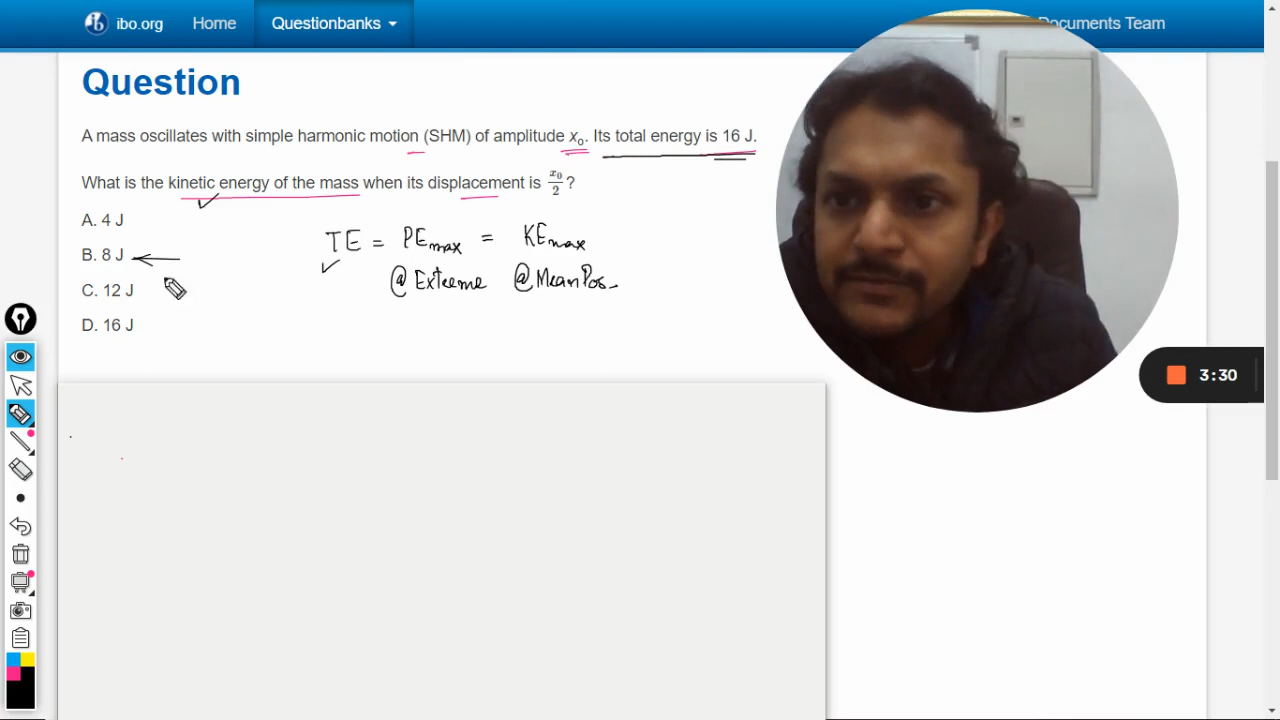 ibo.org Home Questionbanks Documents Team
Question
A mass oscillates with simple harmonic motion (SHM) of amplitude x₀. Its total energy is 16 J.
What is the kinetic energy of the mass when its displacement is x₀/2?
A. 4 J
B. 8 J
C. 12 J
D. 16 J
TE = PEmax = KEmax
@Extreme @MeanPos.
3:30